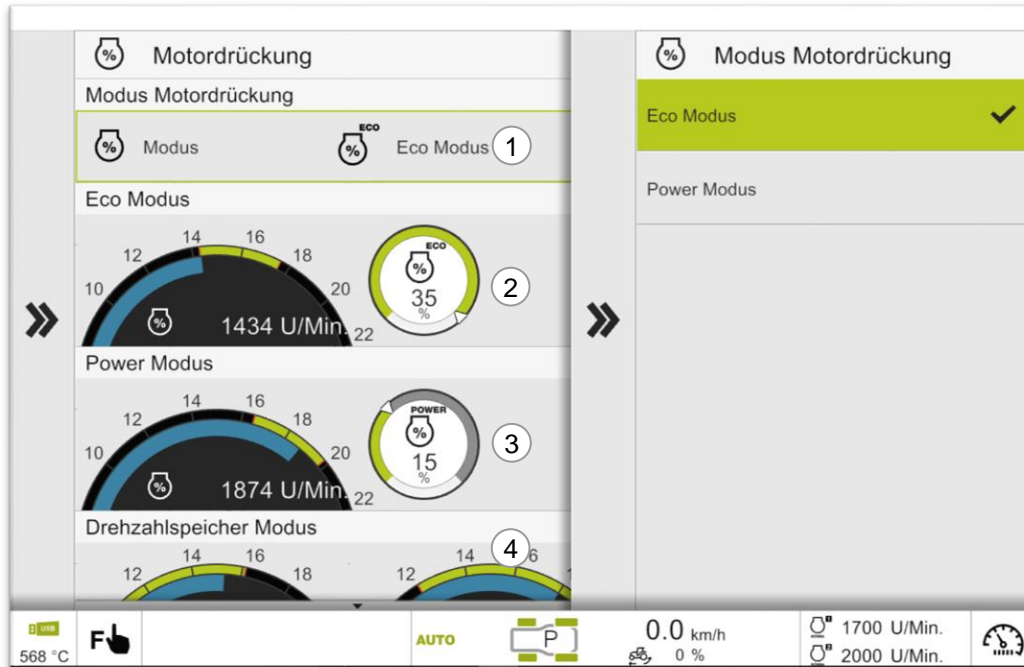 % Motordrückung
Modus Motordrückung
% Modus
ECO
% Eco Modus 1
Eco Modus
10 12 14 16 18 20 22
% 1434 U/Min.
ECO
%
35
%
2
Power Modus
10 12 14 16 18 20 22
% 1874 U/Min.
POWER
%
15
%
3
Drehzahlspeicher Modus
12 14 16 18
12 14 4 6
% Modus Motordrückung
Eco Modus
Power Modus
USB
568 °C
F
AUTO
P
0.0 km/h
0 %
1700 U/Min.
2000 U/Min.